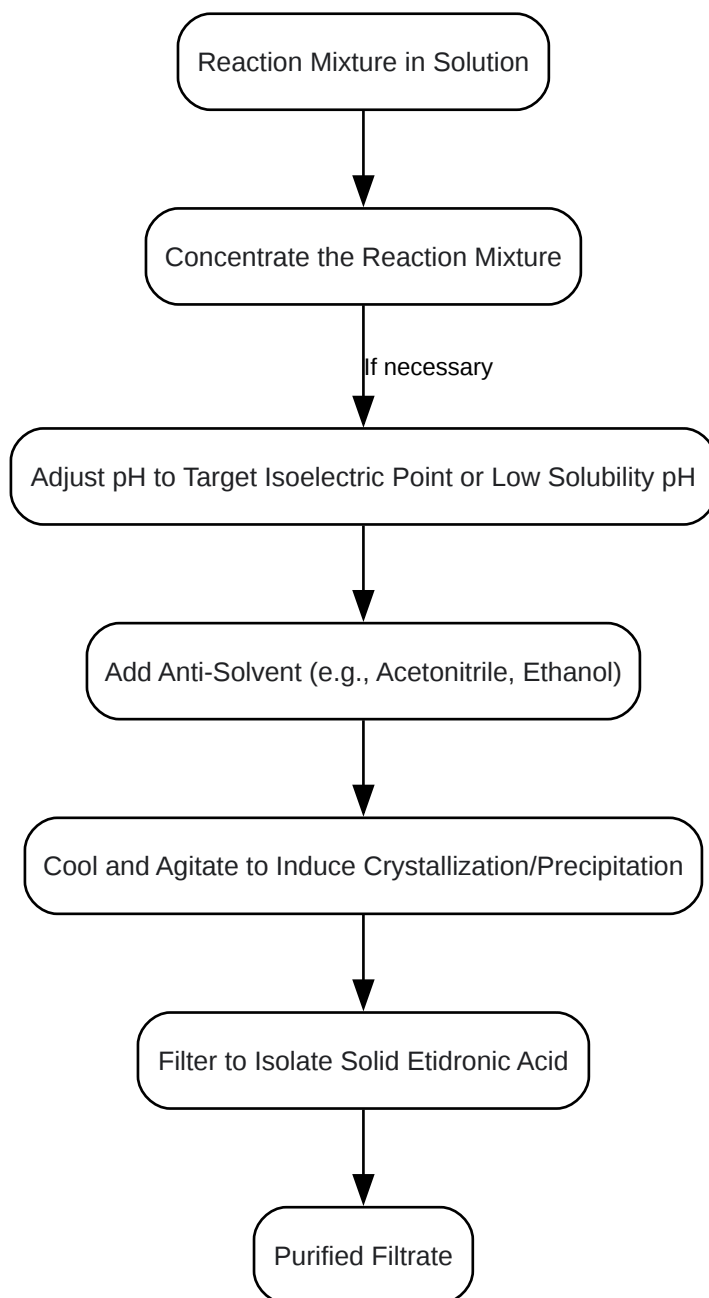 Reaction Mixture in Solution
Concentrate the Reaction Mixture
If necessary
Adjust pH to Target Isoelectric Point or Low Solubility pH
Add Anti-Solvent (e.g., Acetonitrile, Ethanol)
Cool and Agitate to Induce Crystallization/Precipitation
Filter to Isolate Solid Etidronic Acid
Purified Filtrate